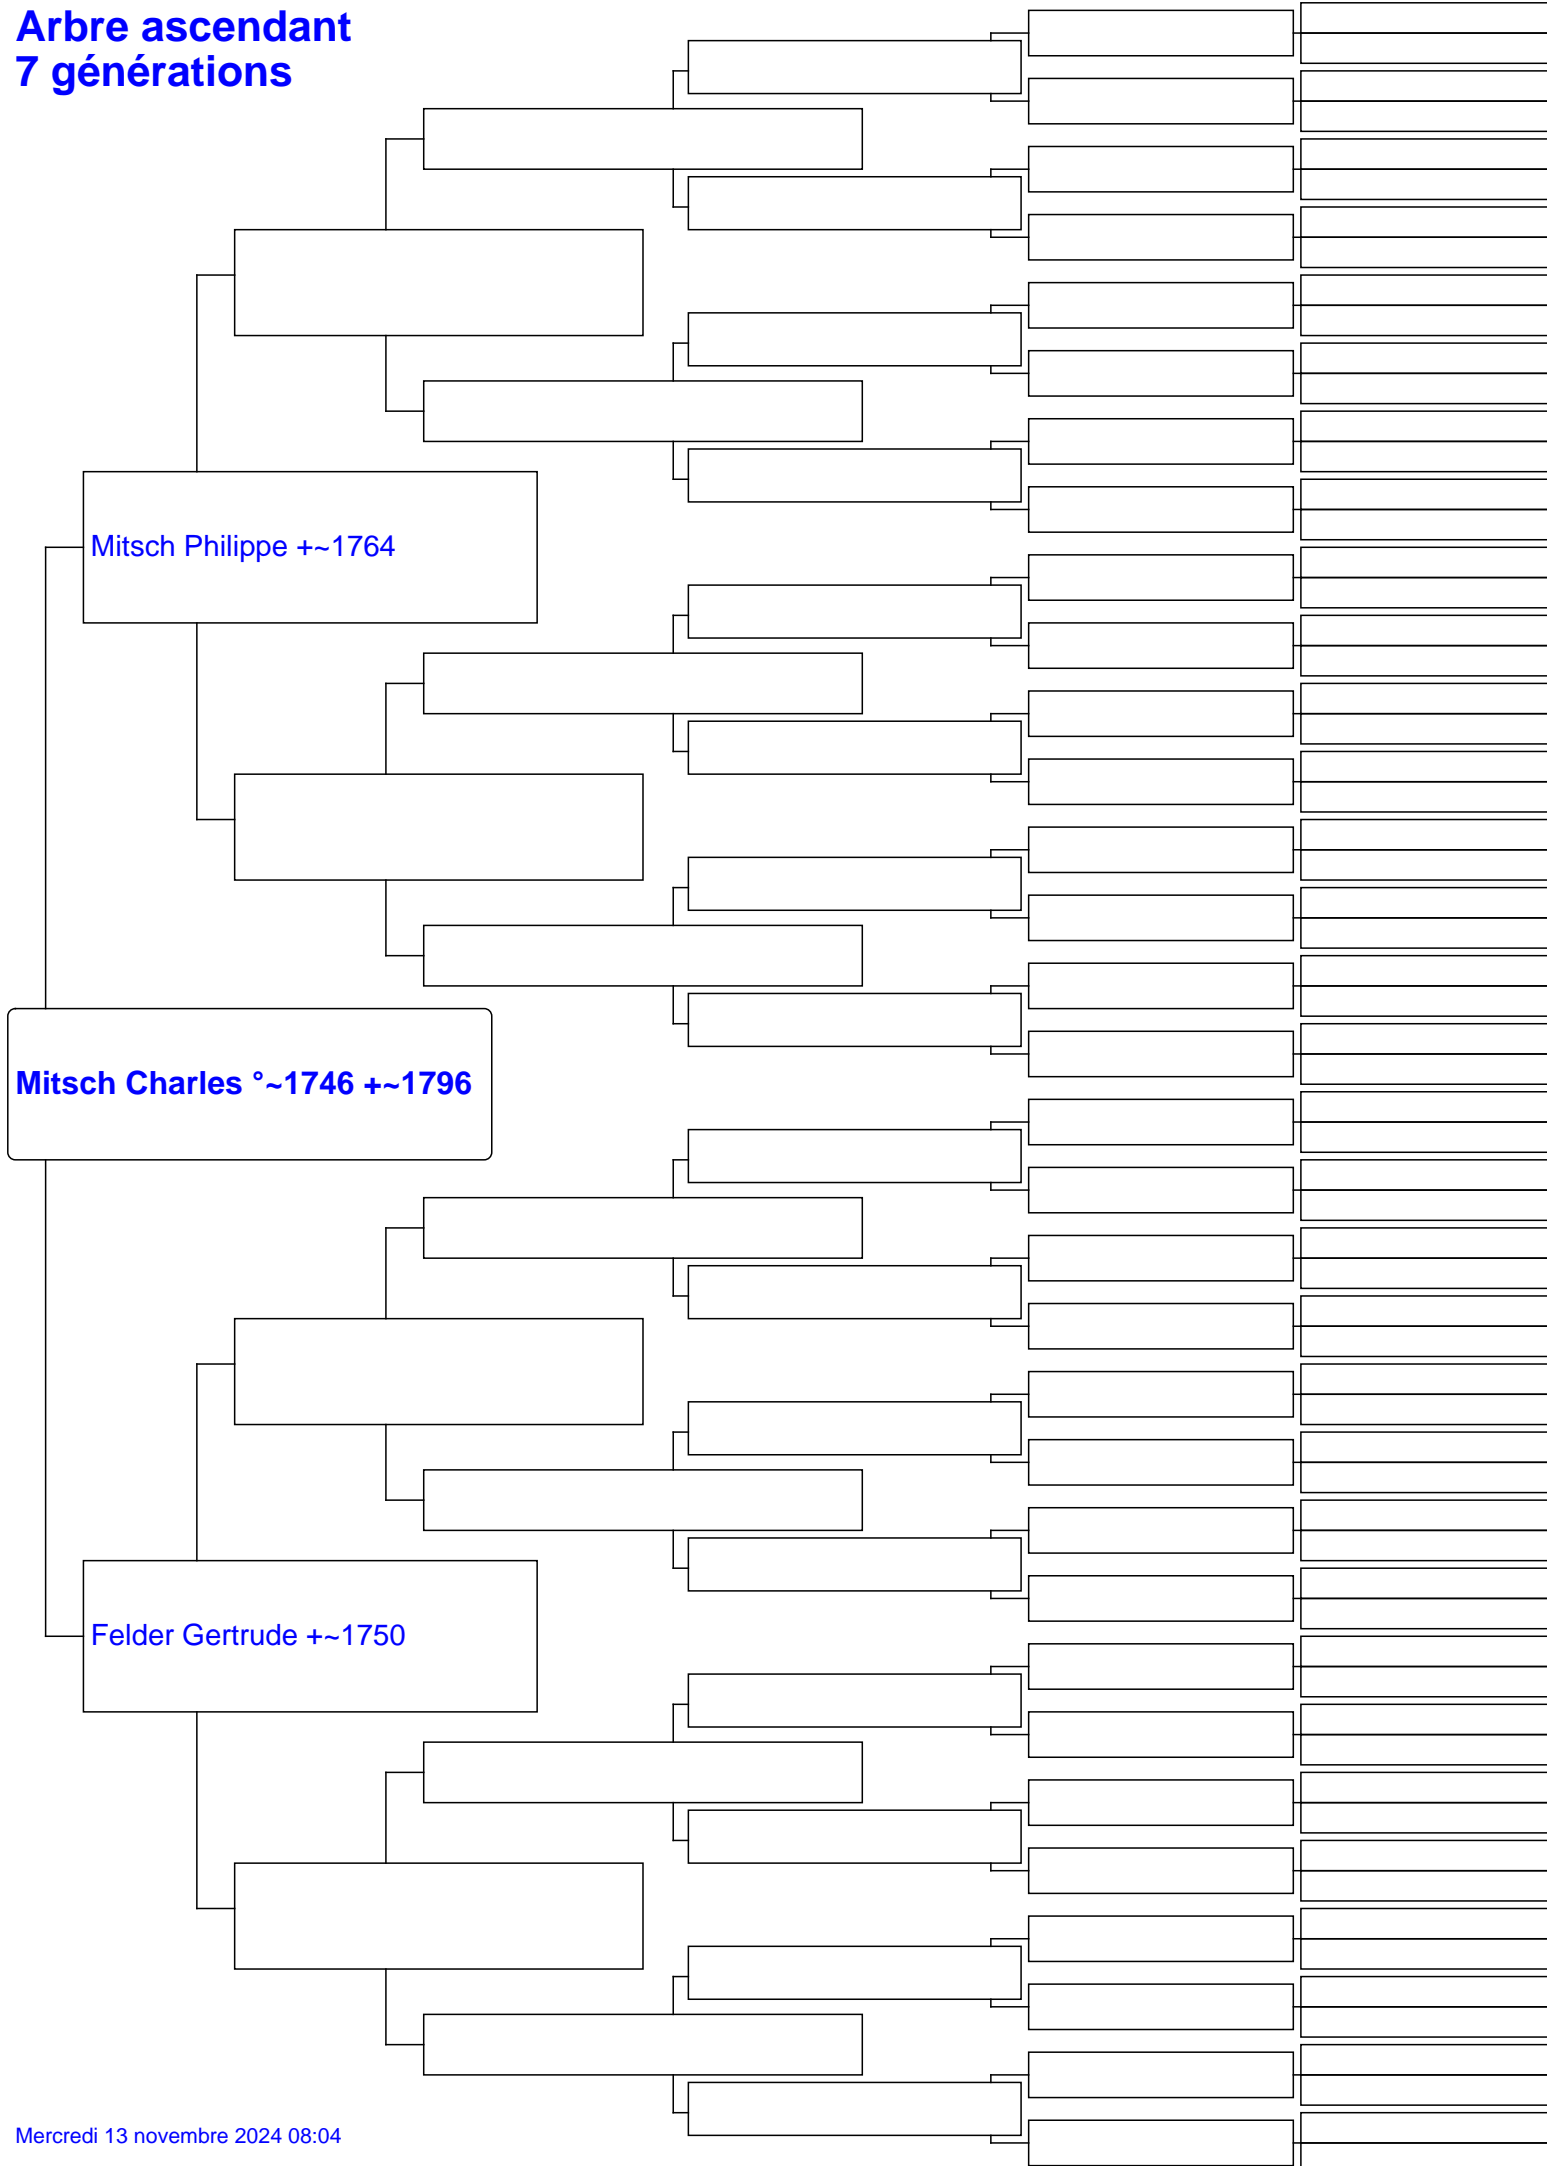 Arbre ascendant
7 générations
Mitsch Philippe +~1764
Mitsch Charles °~1746 +~1796
Felder Gertrude +~1750
Mercredi 13 novembre 2024 08:04